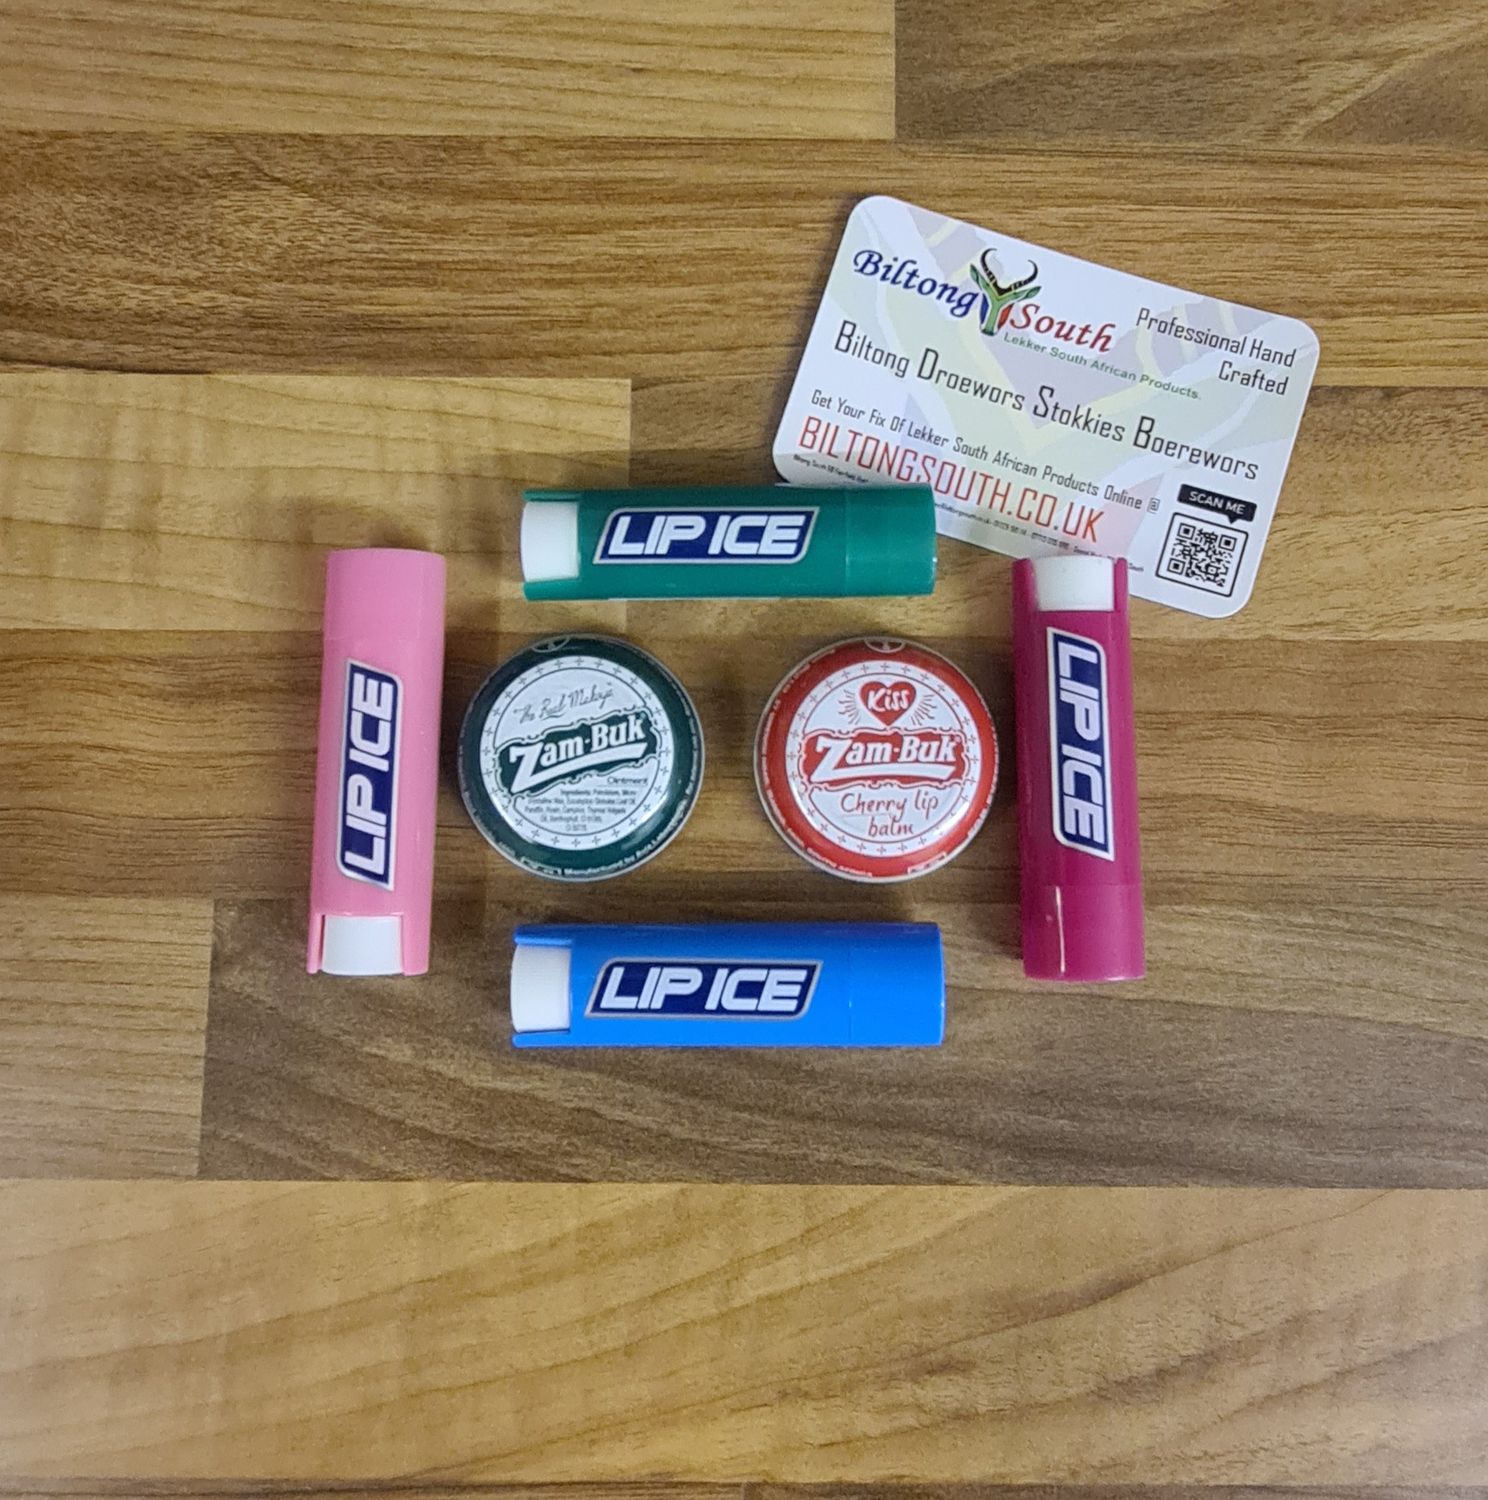 Biltong South
Lekker South African Products.
Professional Hand
Crafted
Biltong Droewors Stokkies Boerewors
Get Your Fix Of Lekker South African Products Online @
BILTONGSOUTH.CO.UK
SCAN ME
LIP ICE
LIP ICE
The Real Makoya
Zam-Buk
Ointment
Kiss
Zam-Buk
Cherry lip
balm
LIP ICE
LIP ICE